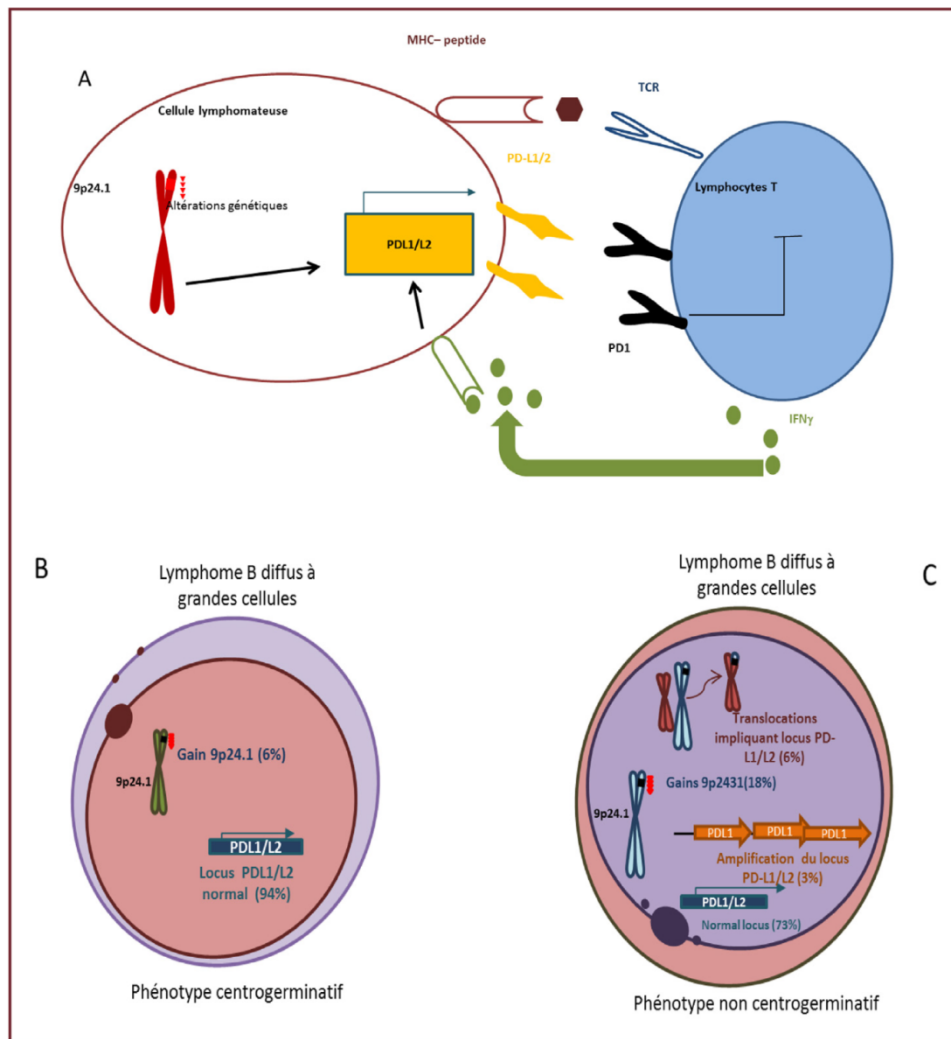 MHC– peptide
A
TCR
Cellule lymphomateuse
PD-L1/2
9p24.1
Lymphocytes T
Altérations génétiques
PDL1/L2
PD1
IFNγ
B
Lymphome B diffus à
grandes cellules
Gain 9p24.1 (6%)
9p24.1
PDL1/L2
Locus PDL1/L2
normal (94%)
Phénotype centrogerminatif
C
Lymphome B diffus à
grandes cellules
Translocations
impliquant locus PD-
L1/L2 (6%)
Gains 9p2431(18%)
9p24.1
PDL1 PDL1 PDL1
Amplification du locus
PD-L1/L2 (3%)
PDL1/L2
Normal locus (73%)
Phénotype non centrogerminatif